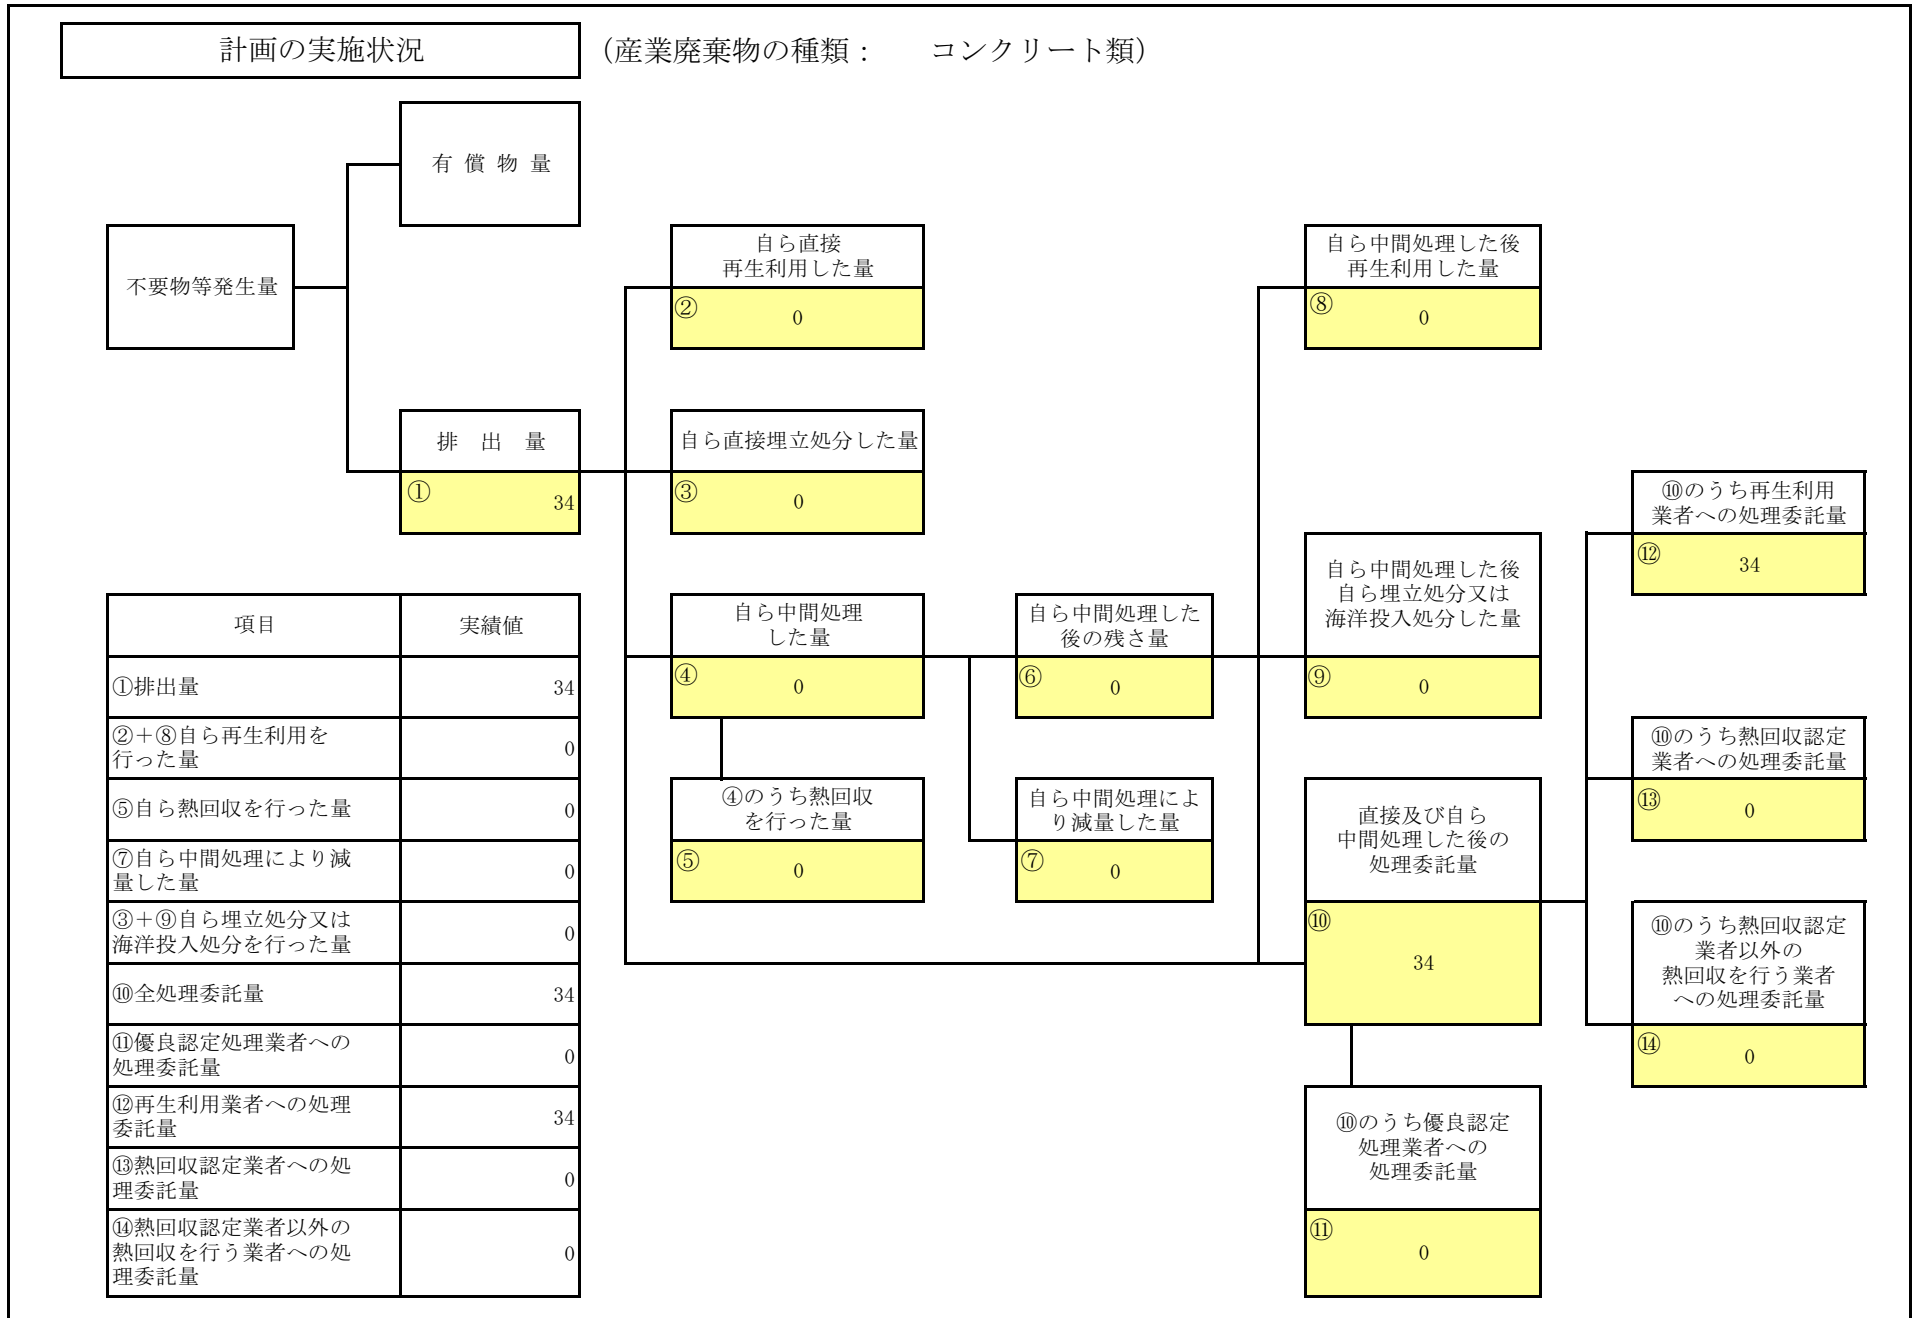 計画の実施状況
（産業廃棄物の種類： コンクリート類）
有 償 物 量
不要物等発生量
自ら直接
再生利用した量
② 0
自ら中間処理した後
再生利用した量
⑧ 0
排 出 量
① 34
自ら直接埋立処分した量
③ 0
⑩のうち再生利用
業者への処理委託量
⑫ 34
自ら中間処理した後
自ら埋立処分又は
海洋投入処分した量
⑨ 0
自ら中間処理
した量
④ 0
自ら中間処理した
後の残さ量
⑥ 0
④のうち熱回収
を行った量
⑤ 0
自ら中間処理によ
り減量した量
⑦ 0
直接及び自ら
中間処理した後の
処理委託量
⑩
34
⑩のうち熱回収認定
業者への処理委託量
⑬ 0
⑩のうち熱回収認定
業者以外の
熱回収を行う業者
への処理委託量
⑭ 0
⑩のうち優良認定
処理業者への
処理委託量
⑪ 0
項目 実績値
①排出量 34
②＋⑧自ら再生利用を
行った量 0
⑤自ら熱回収を行った量 0
⑦自ら中間処理により減
量した量 0
③＋⑨自ら埋立処分又は
海洋投入処分を行った量 0
⑩全処理委託量 34
⑪優良認定処理業者への
処理委託量 0
⑫再生利用業者への処理
委託量 34
⑬熱回収認定業者への処
理委託量 0
⑭熱回収認定業者以外の
熱回収を行う業者への処
理委託量 0